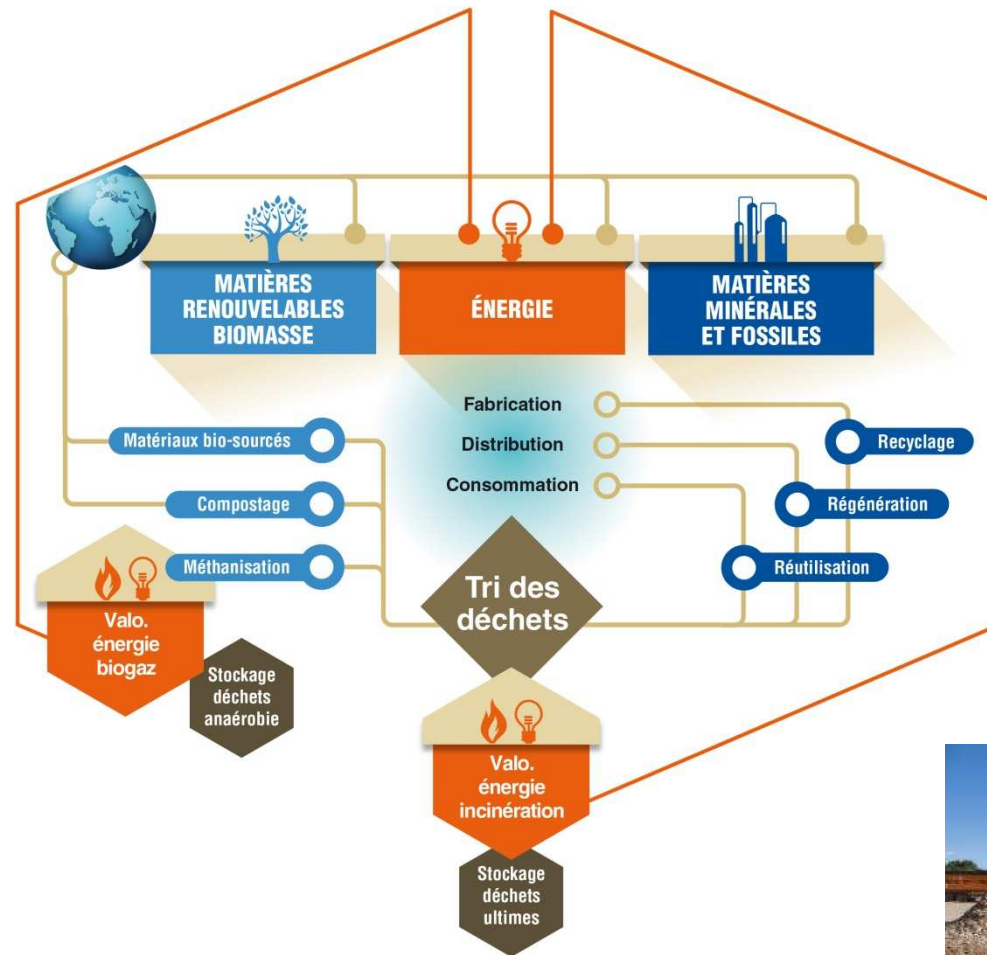 MATIÈRES
RENOUVELABLES
BIOMASSE
ÉNERGIE
MATIÈRES
MINÉRALES
ET FOSSILES
Fabrication
Distribution
Consommation
Matériaux bio-sourcés
Compostage
Méthanisation
Recyclage
Régénération
Réutilisation
Tri des
déchets
Valo.
énergie
biogaz
Stockage
déchets
anaérobie
Valo.
énergie
incinération
Stockage
déchets
ultimes